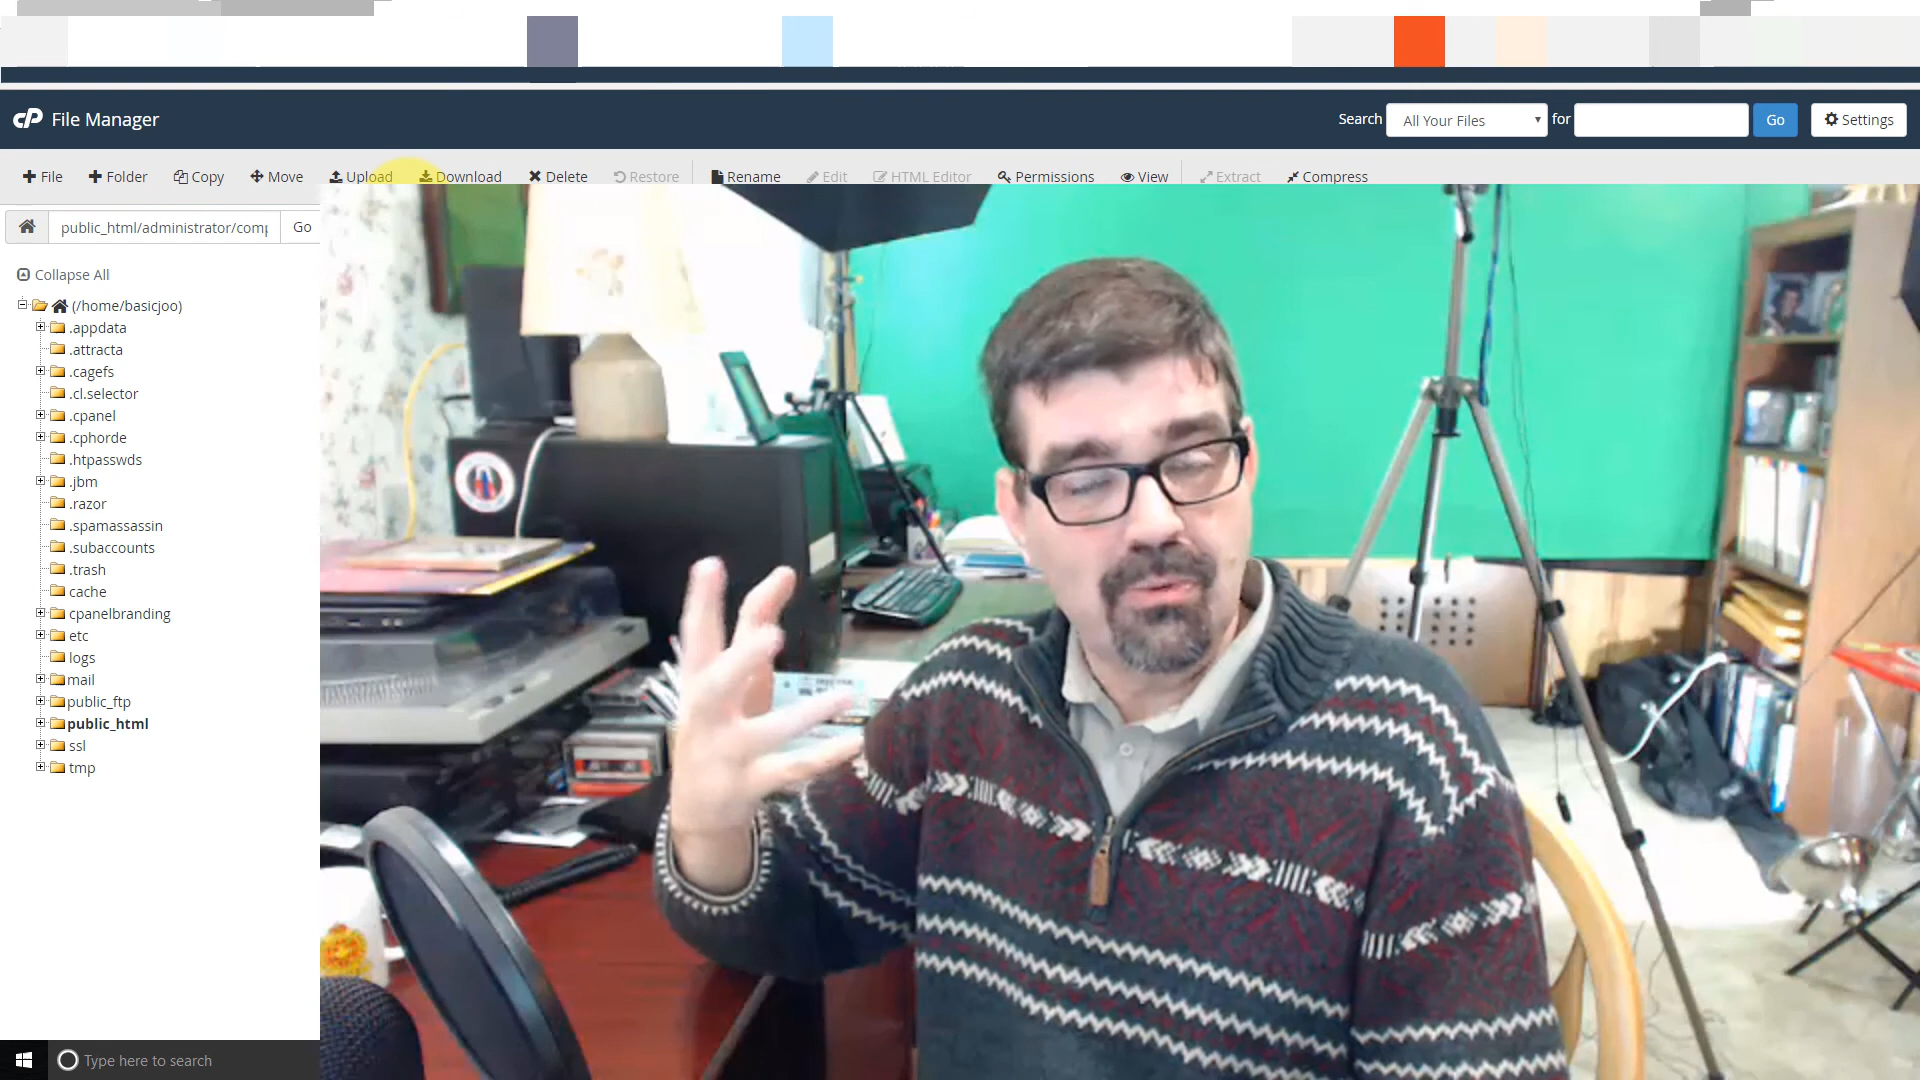 cP File Manager
Search All Your Files for Go Settings
File Folder Copy Move Upload Download Delete Restore Rename Edit HTML Editor Permissions View Extract Compress
public_html/administrator/comp Go
Collapse All
(/home/basicjoo)
.appdata
.attracta
.cagefs
.cl.selector
.cpanel
.cphorde
.htpasswds
.jbm
.razor
.spamassassin
.subaccounts
.trash
cache
cpanelbranding
etc
logs
mail
public_ftp
public_html
ssl
tmp
Type here to search